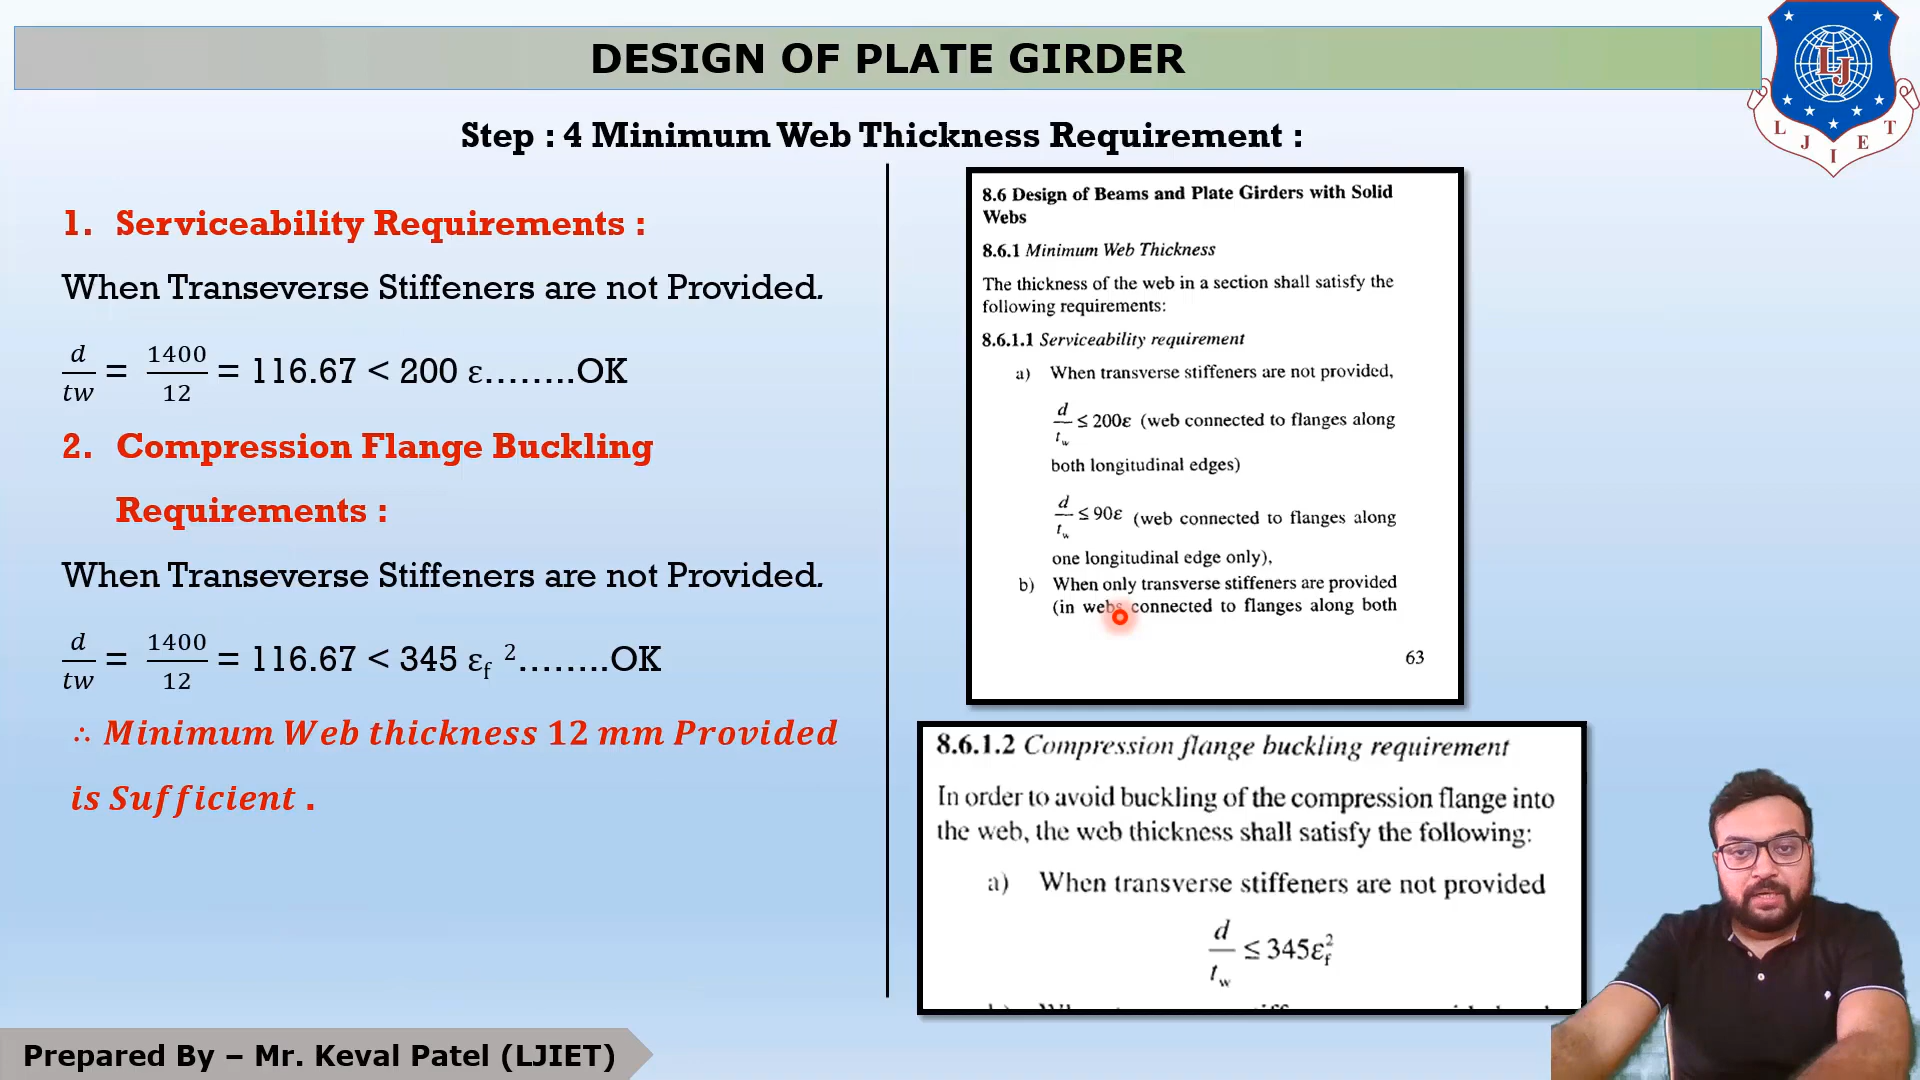 DESIGN OF PLATE GIRDER
LJ
L J I E T
Step : 4 Minimum Web Thickness Requirement :
1. Serviceability Requirements :
When Transeverse Stiffeners are not Provided.
d/tw = 1400/12 = 116.67 < 200 ε........OK
2. Compression Flange Buckling
Requirements :
When Transeverse Stiffeners are not Provided.
d/tw = 1400/12 = 116.67 < 345 εf ²........OK
∴ Minimum Web thickness 12 mm Provided
is Sufficient .
8.6 Design of Beams and Plate Girders with Solid
Webs
8.6.1 Minimum Web Thickness
The thickness of the web in a section shall satisfy the
following requirements:
8.6.1.1 Serviceability requirement
a) When transverse stiffeners are not provided,
d/tw ≤ 200ε (web connected to flanges along
both longitudinal edges)
d/tw ≤ 90ε (web connected to flanges along
one longitudinal edge only),
b) When only transverse stiffeners are provided
(in webs connected to flanges along both
63
8.6.1.2 Compression flange buckling requirement
In order to avoid buckling of the compression flange into
the web, the web thickness shall satisfy the following:
a) When transverse stiffeners are not provided
d/tw ≤ 345εf²
Prepared By – Mr. Keval Patel (LJIET)